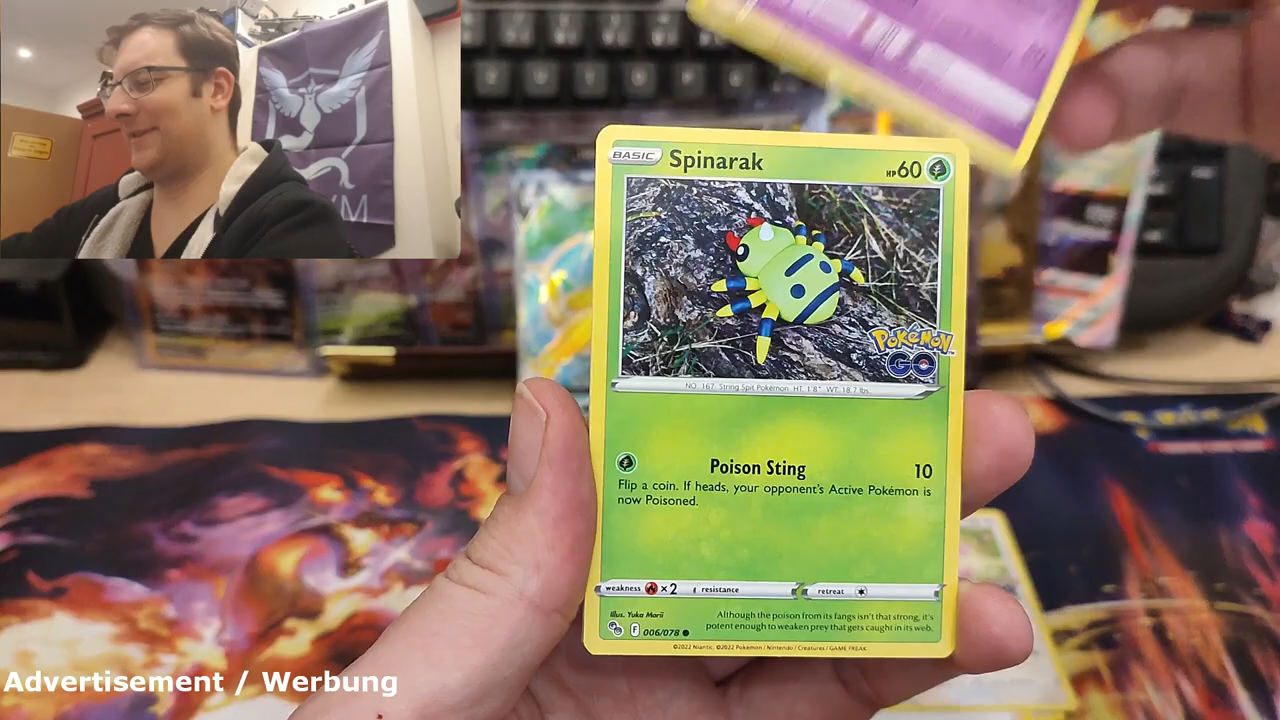 BASIC Spinarak HP 60
Pokémon
GO
NO. 167 String Spit Pokémon HT. 1'8" WT. 18.7 lbs.
Poison Sting 10
Flip a coin. If heads, your opponent's Active Pokémon is
now Poisoned.
weakness ×2 resistance retreat
Illus. Yuka Morii
Although the poison from its fangs isn't that strong, it's
potent enough to weaken prey that gets caught in its web.
F 006/078
©2022 Niantic, ©2022 Pokémon / Nintendo / Creatures / GAME FREAK
Advertisement / Werbung